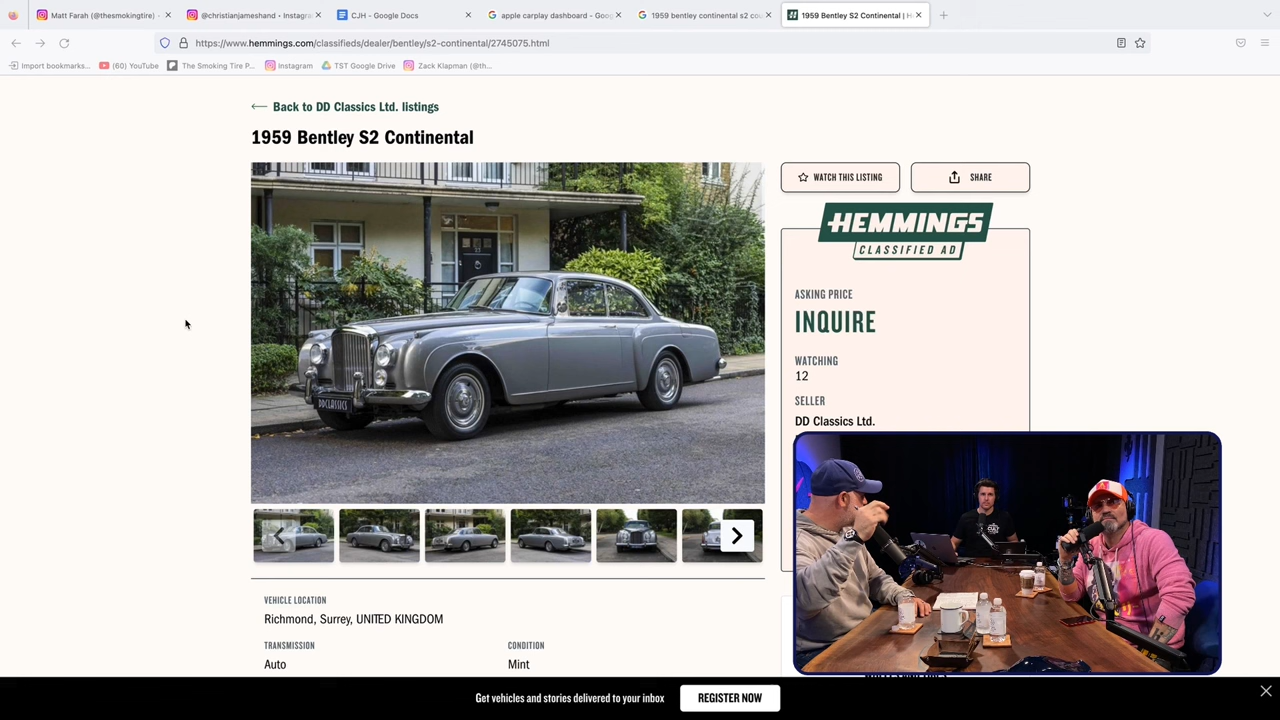 Matt Farah (@thesmokingtire) •
@christianjameshand • Instagra
CJH - Google Docs
apple carplay dashboard - Goog
1959 bentley continental s2 cou
1959 Bentley S2 Continental | H
https://www.hemmings.com/classifieds/dealer/bentley/s2-continental/2745075.html
Import bookmarks...
(60) YouTube
The Smoking Tire P...
Instagram
TST Google Drive
Zack Klapman (@th...
Back to DD Classics Ltd. listings
1959 Bentley S2 Continental
WATCH THIS LISTING
SHARE
HEMMINGS
CLASSIFIED AD
ASKING PRICE
INQUIRE
WATCHING
12
SELLER
DD Classics Ltd.
DDCLASSICS
VEHICLE LOCATION
Richmond, Surrey, UNITED KINGDOM
TRANSMISSION
Auto
CONDITION
Mint
Get vehicles and stories delivered to your inbox
REGISTER NOW